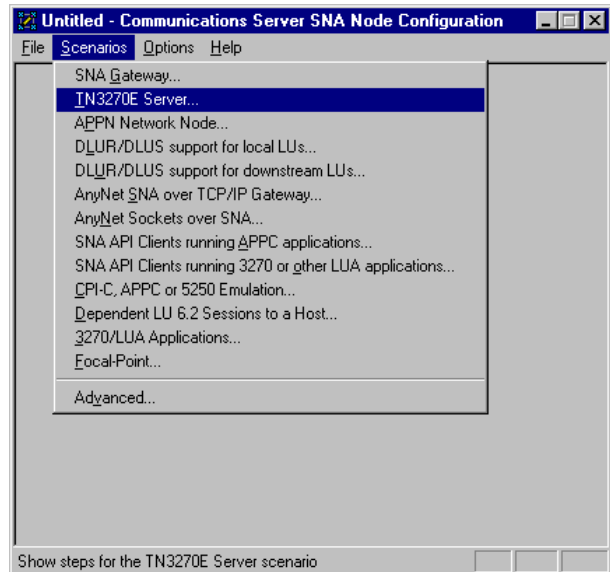 Untitled - Communications Server SNA Node Configuration
File Scenarios Options Help
SNA Gateway...
TN3270E Server...
APPN Network Node...
DLUR/DLUS support for local LUs...
DLUR/DLUS support for downstream LUs...
AnyNet SNA over TCP/IP Gateway...
AnyNet Sockets over SNA...
SNA API Clients running APPC applications...
SNA API Clients running 3270 or other LUA applications...
CPI-C, APPC or 5250 Emulation...
Dependent LU 6.2 Sessions to a Host...
3270/LUA Applications...
Focal-Point...
Advanced...
Show steps for the TN3270E Server scenario